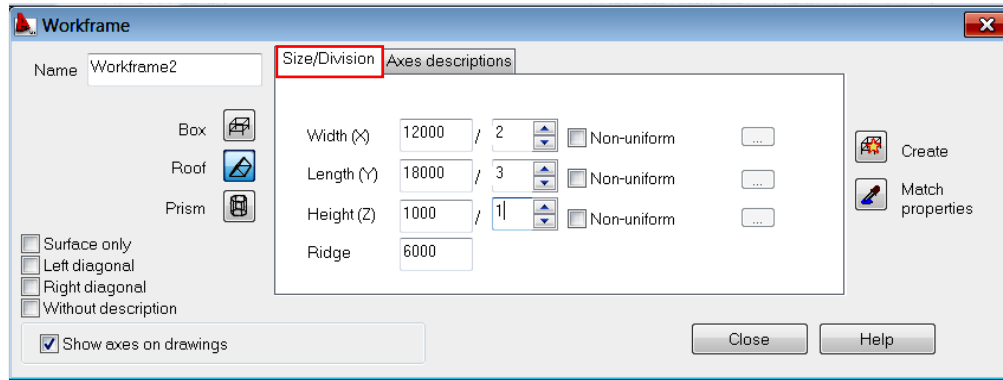 Workframe
Name Workframe2
Size/Division Axes descriptions
Box
Roof
Prism
Width (X) 12000 / 2 Non-uniform ...
Length (Y) 18000 / 3 Non-uniform ...
Height (Z) 1000 / 1 Non-uniform ...
Ridge 6000
Create
Match
properties
Surface only
Left diagonal
Right diagonal
Without description
Show axes on drawings
Close Help